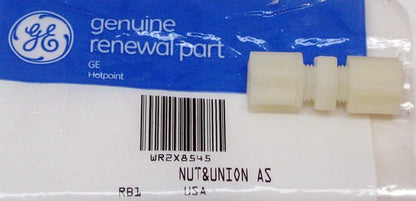 GE
genuine
renewal part
GE
Hotpoint
WR2X8545
NUT&UNION AS
RB1 USA